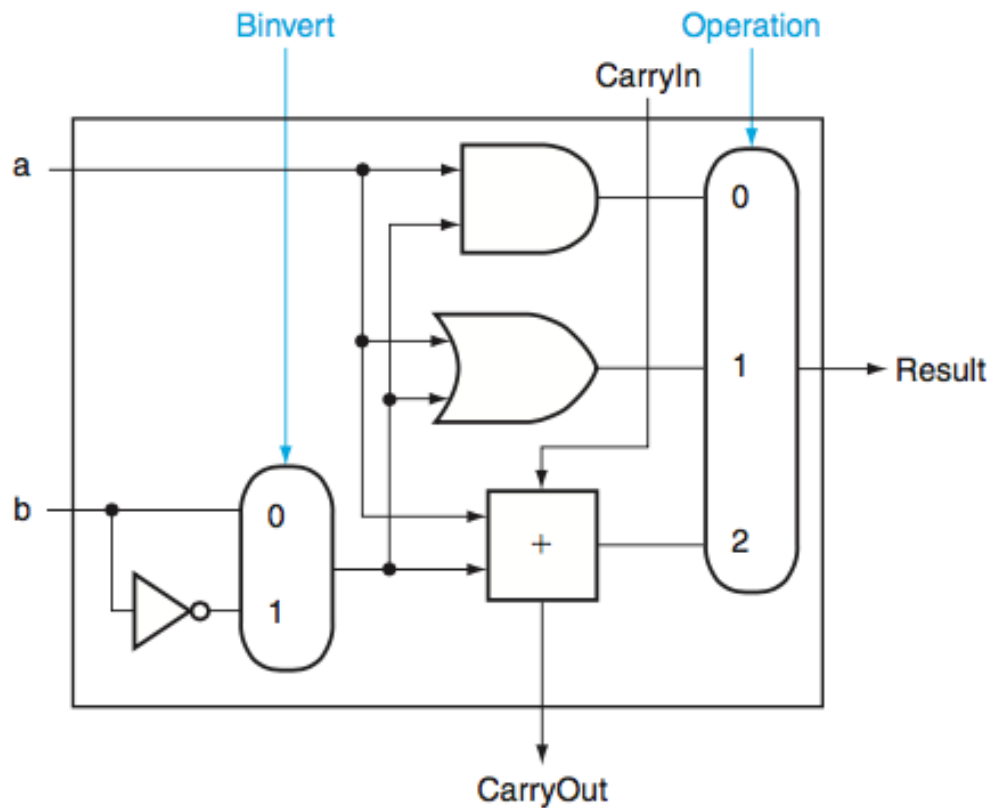 Binvert
Operation
CarryIn
a
0
1
Result
b
0
+
2
1
CarryOut